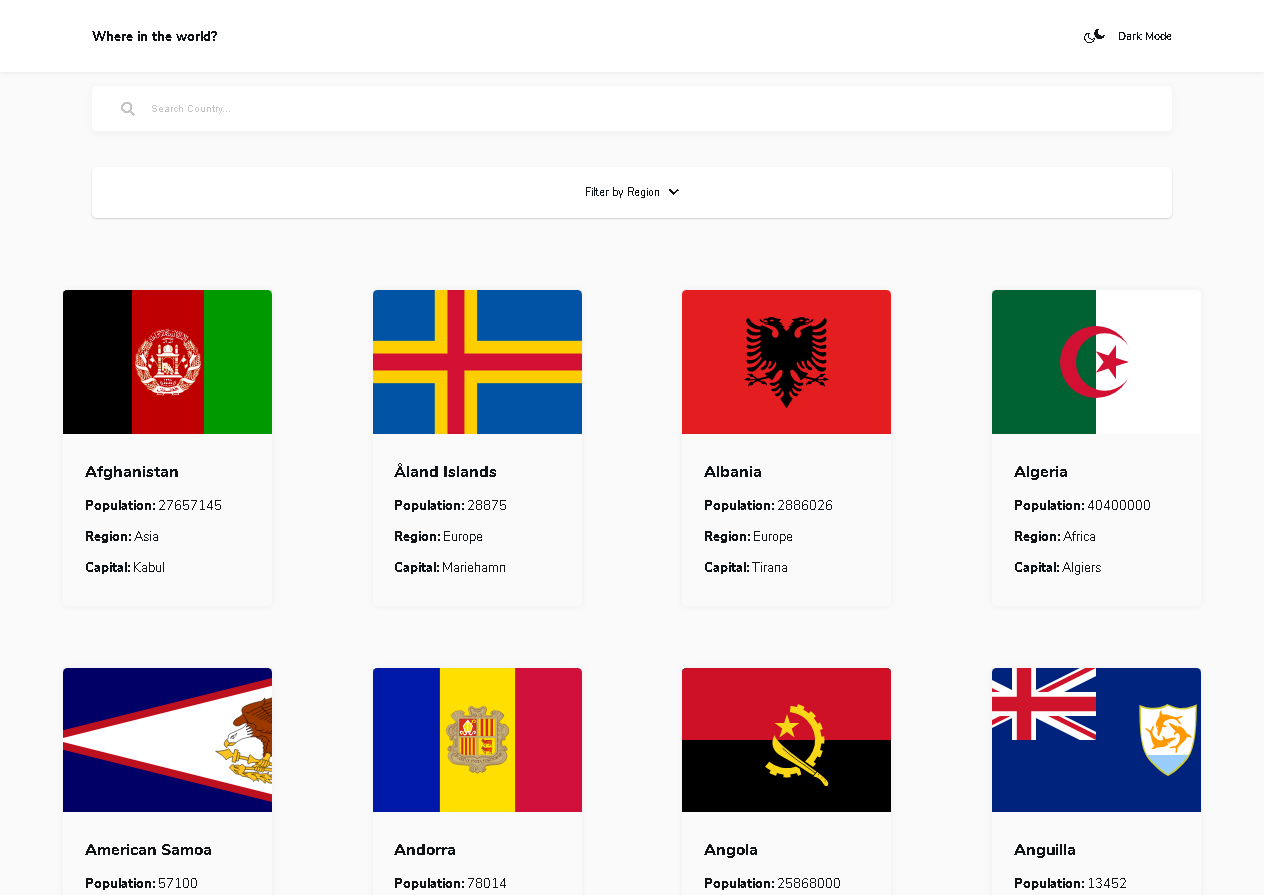 Where in the world?
Dark Mode
Search Country...
Filter by Region
Afghanistan
Population: 27657145
Region: Asia
Capital: Kabul
Åland Islands
Population: 28875
Region: Europe
Capital: Mariehamn
Albania
Population: 2886026
Region: Europe
Capital: Tirana
Algeria
Population: 40400000
Region: Africa
Capital: Algiers
American Samoa
Population: 57100
Andorra
Population: 78014
Angola
Population: 25868000
Anguilla
Population: 13452